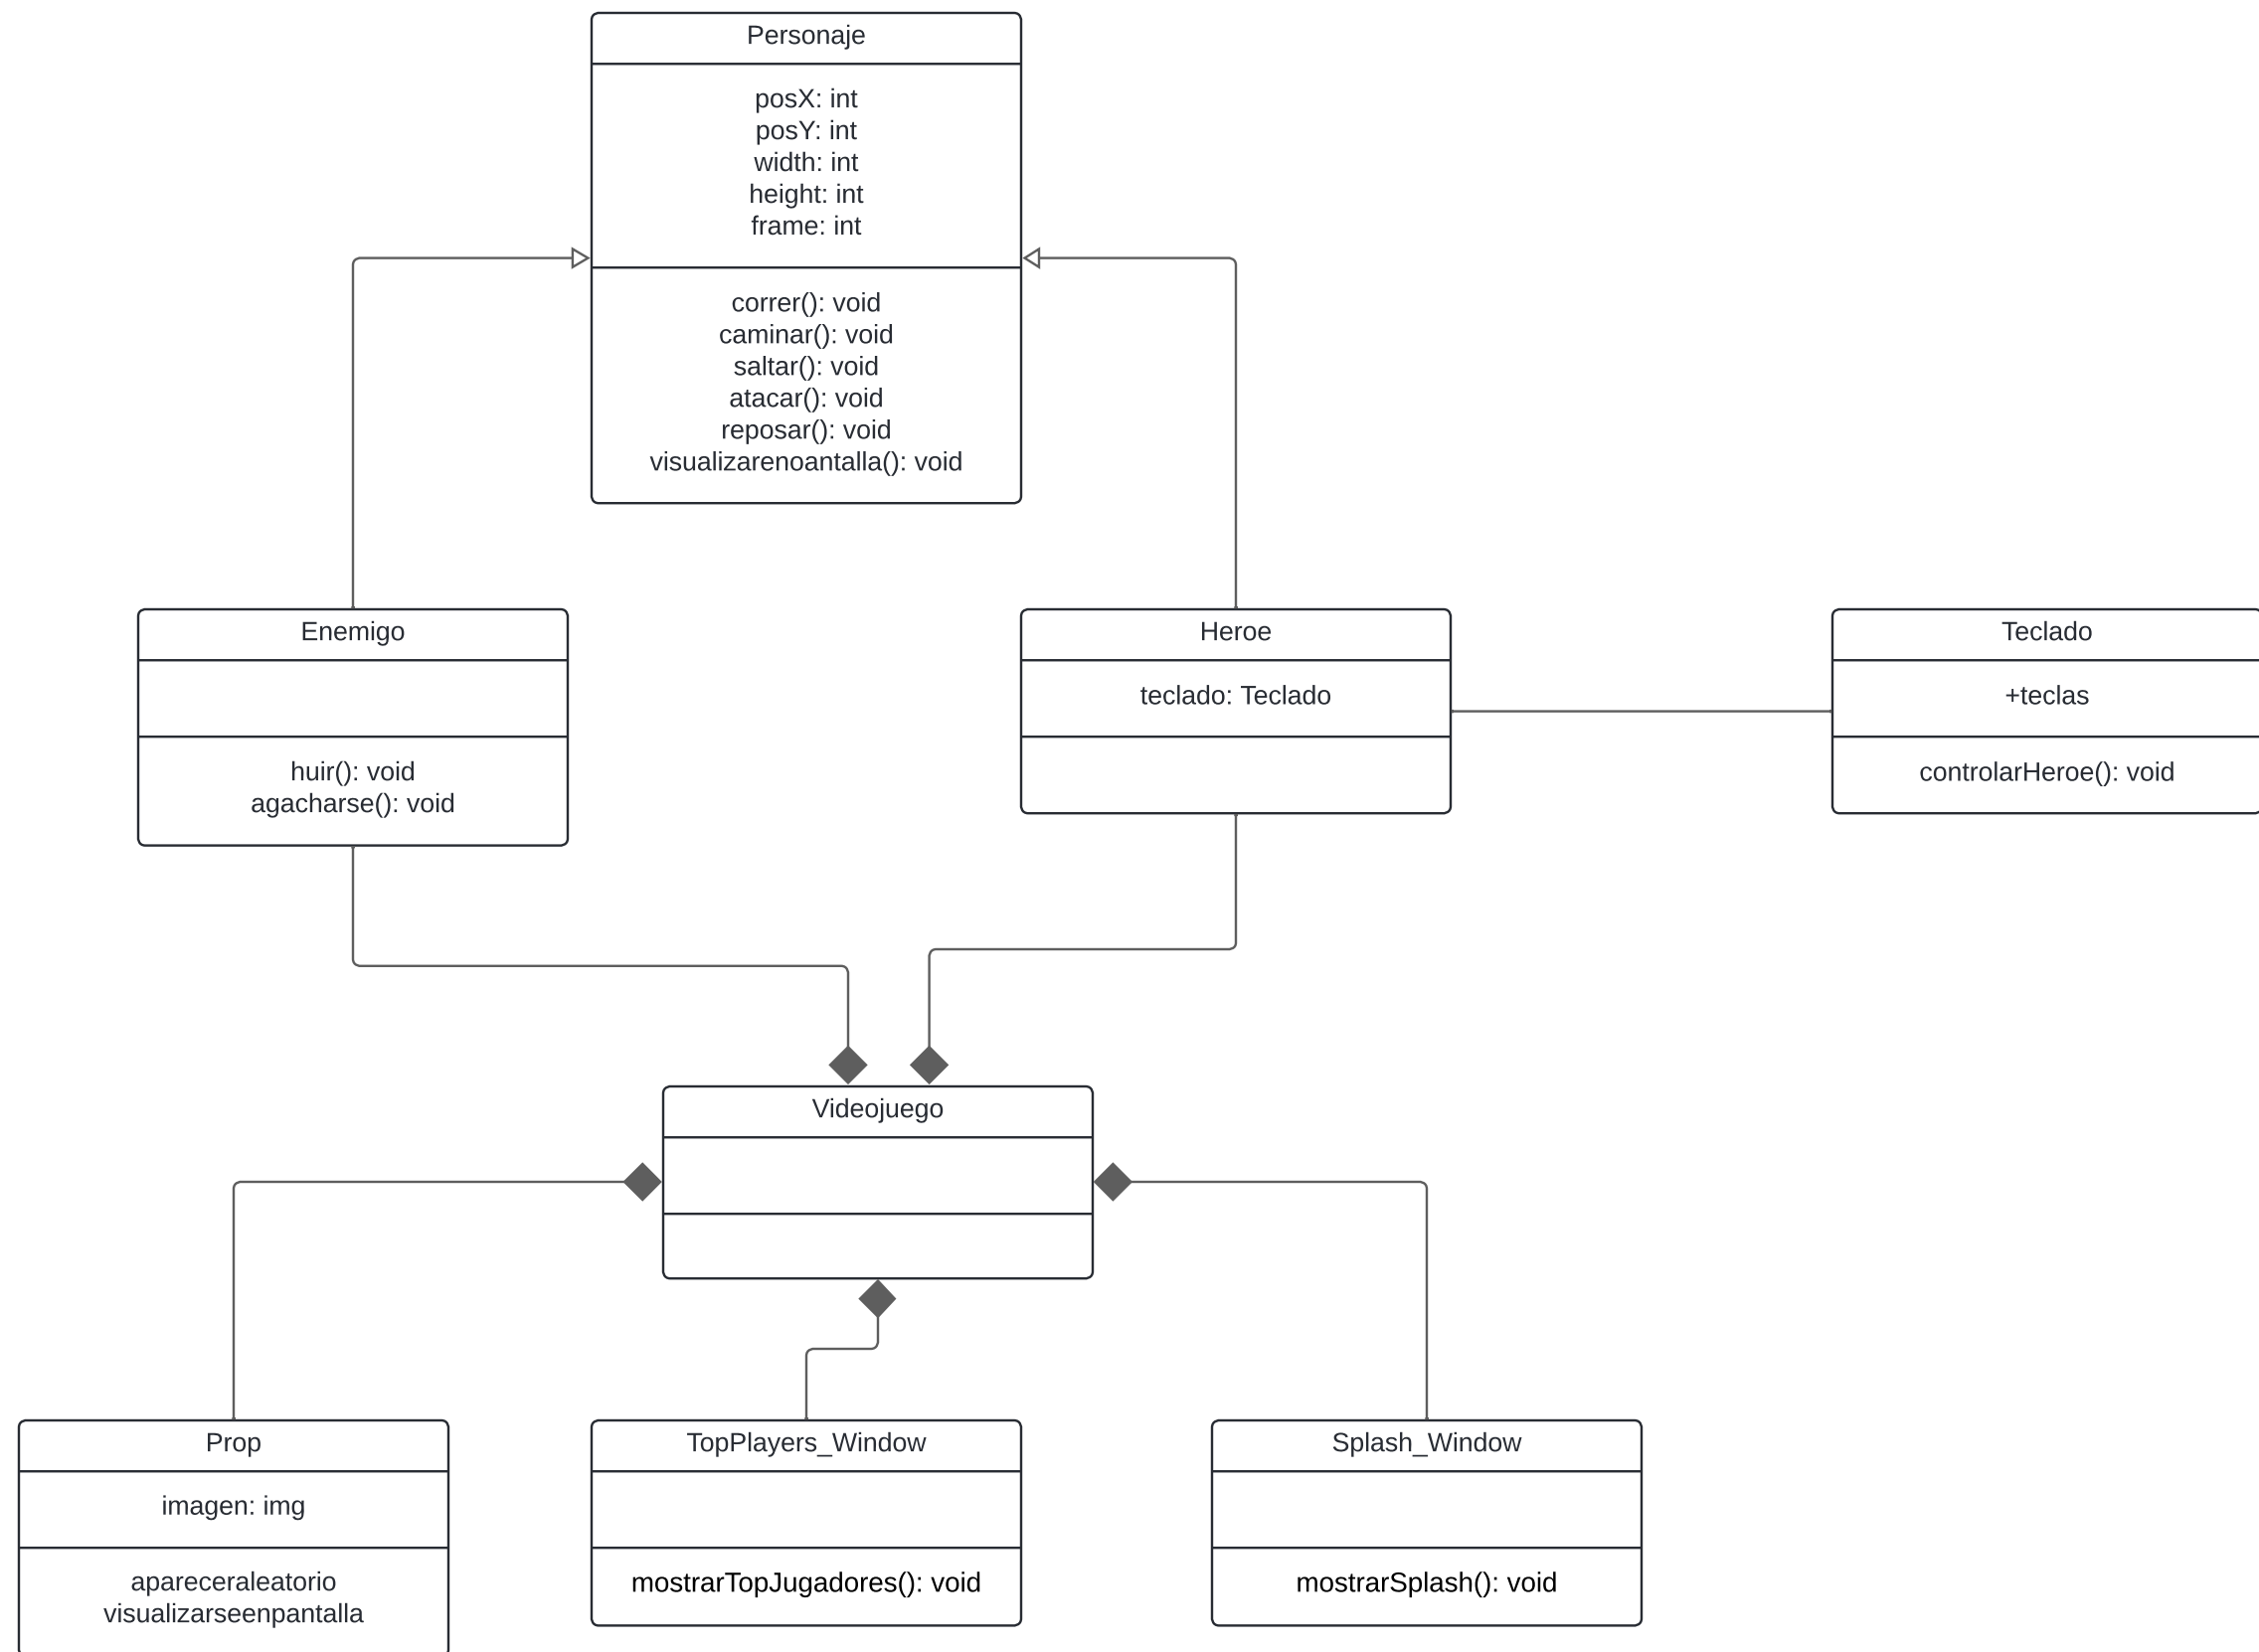 Personaje
posX: int
posY: int
width: int
height: int
frame: int
correr(): void
caminar(): void
saltar(): void
atacar(): void
reposar(): void
visualizarenoantalla(): void
Enemigo
huir(): void
agacharse(): void
Heroe
teclado: Teclado
Teclado
+teclas
controlarHeroe(): void
Videojuego
Prop
imagen: img
apareceraleatorio
visualizarseenpantalla
TopPlayers_Window
mostrarTopJugadores(): void
Splash_Window
mostrarSplash(): void